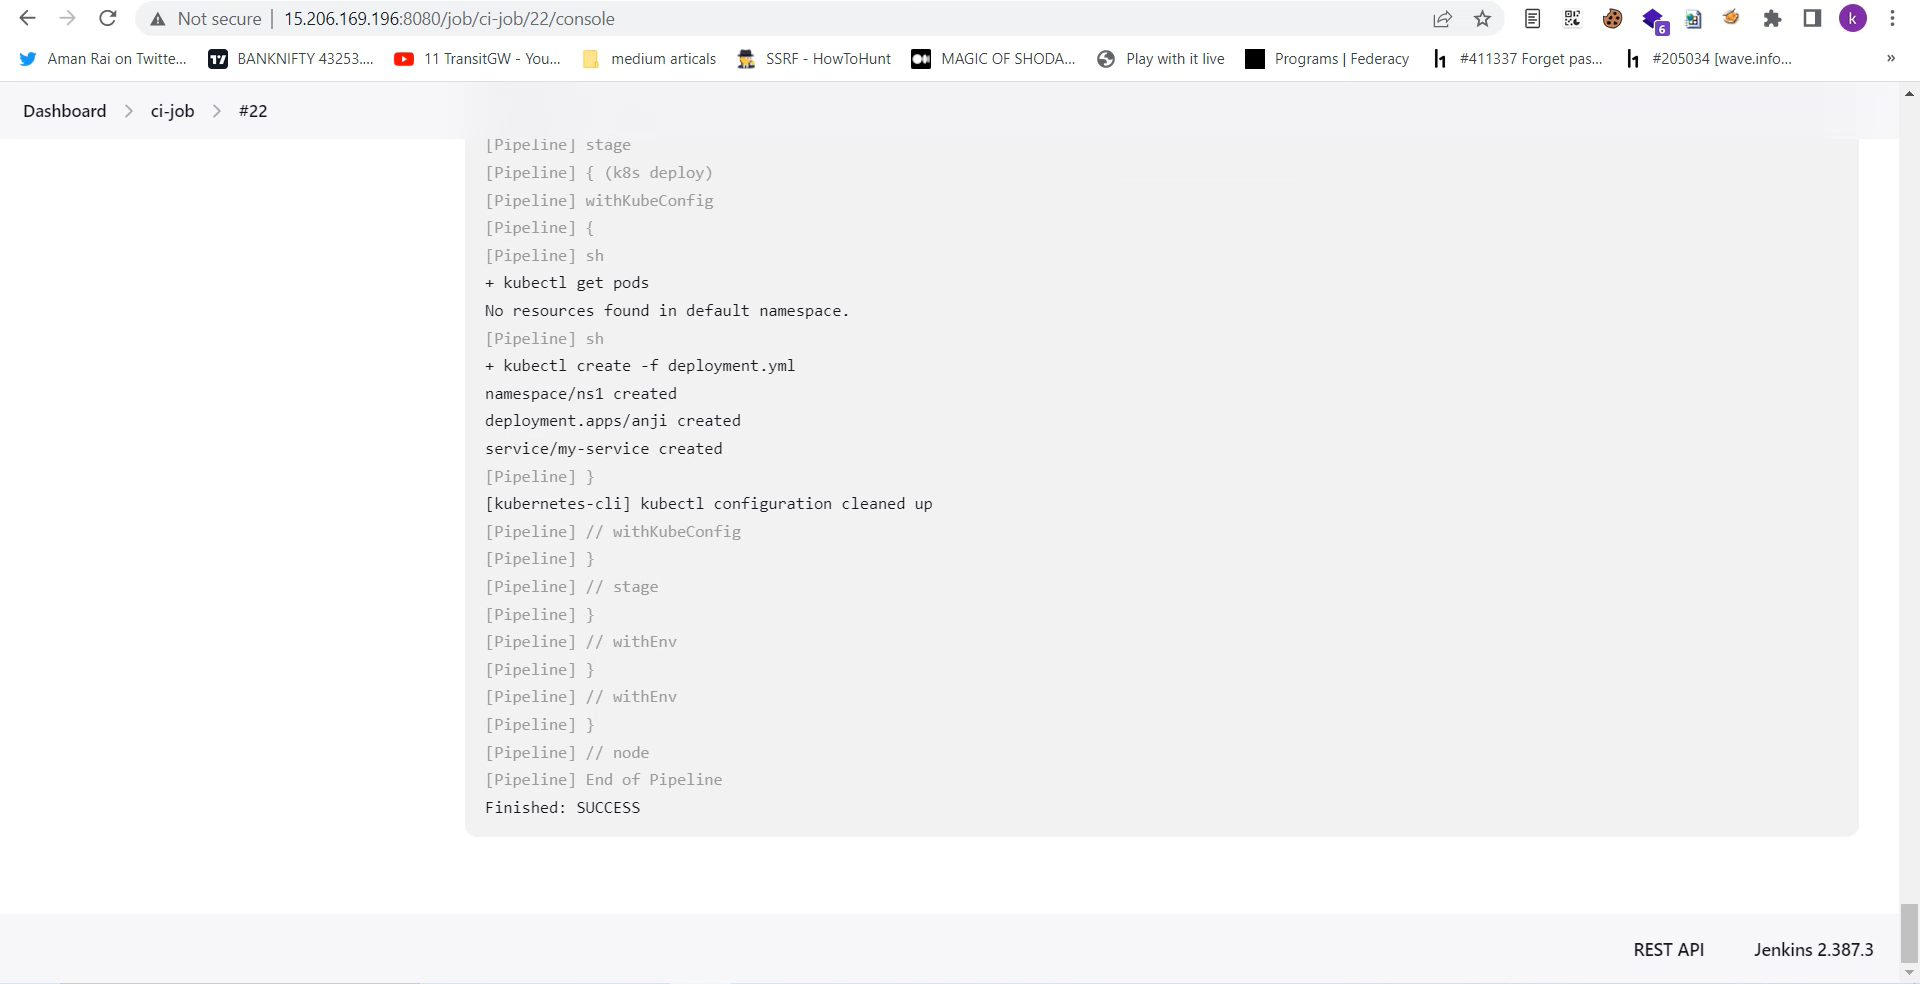 Not secure | 15.206.169.196:8080/job/ci-job/22/console
6
k
Aman Rai on Twitte...
BANKNIFTY 43253....
11 TransitGW - You...
medium articals
SSRF - HowToHunt
MAGIC OF SHODA...
Play with it live
Programs | Federacy
#411337 Forget pas...
#205034 [wave.info...
»
Dashboard > ci-job > #22
[Pipeline] stage
[Pipeline] { (k8s deploy)
[Pipeline] withKubeConfig
[Pipeline] {
[Pipeline] sh
+ kubectl get pods
No resources found in default namespace.
[Pipeline] sh
+ kubectl create -f deployment.yml
namespace/ns1 created
deployment.apps/anji created
service/my-service created
[Pipeline] }
[kubernetes-cli] kubectl configuration cleaned up
[Pipeline] // withKubeConfig
[Pipeline] }
[Pipeline] // stage
[Pipeline] }
[Pipeline] // withEnv
[Pipeline] }
[Pipeline] // withEnv
[Pipeline] }
[Pipeline] // node
[Pipeline] End of Pipeline
Finished: SUCCESS
REST API
Jenkins 2.387.3